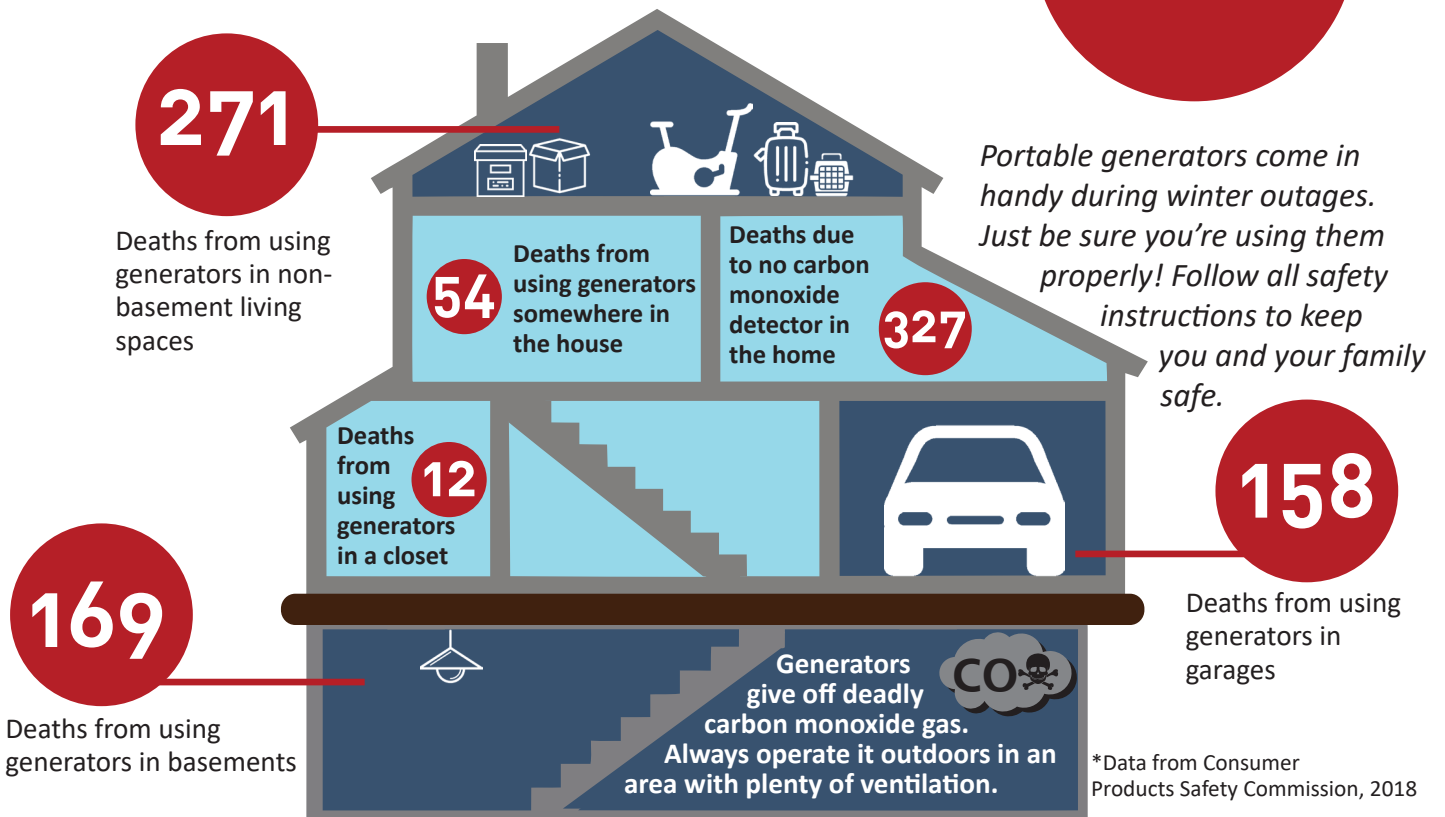 271
Deaths from using
generators in non-
basement living
spaces
Portable generators come in
handy during winter outages.
Just be sure you’re using them
properly! Follow all safety
instructions to keep
you and your family
safe.
54
Deaths from
using generators
somewhere in
the house
Deaths due
to no carbon
monoxide
detector in
the home
327
Deaths
from
using
generators
in a closet
12
158
Deaths from using
generators in
garages
169
Deaths from using
generators in basements
Generators
give off deadly
carbon monoxide gas.
Always operate it outdoors in an
area with plenty of ventilation.
CO
*Data from Consumer
Products Safety Commission, 2018